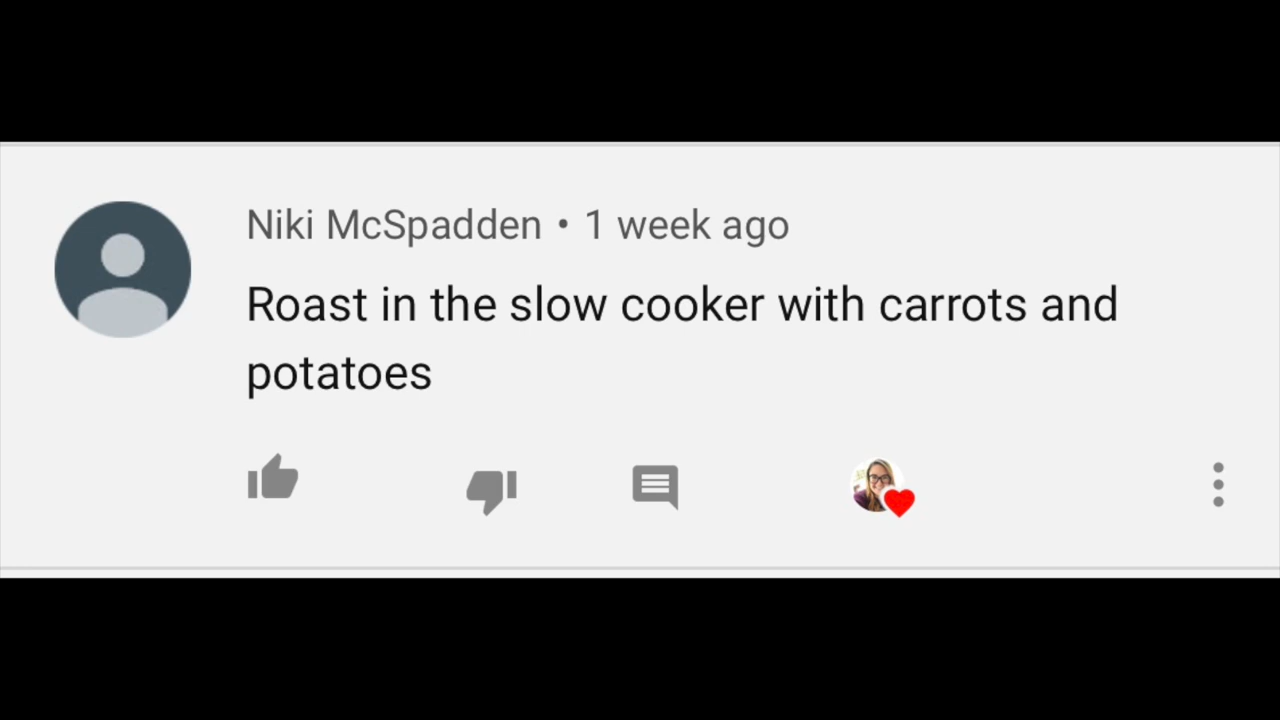 Niki McSpadden • 1 week ago
Roast in the slow cooker with carrots and
potatoes